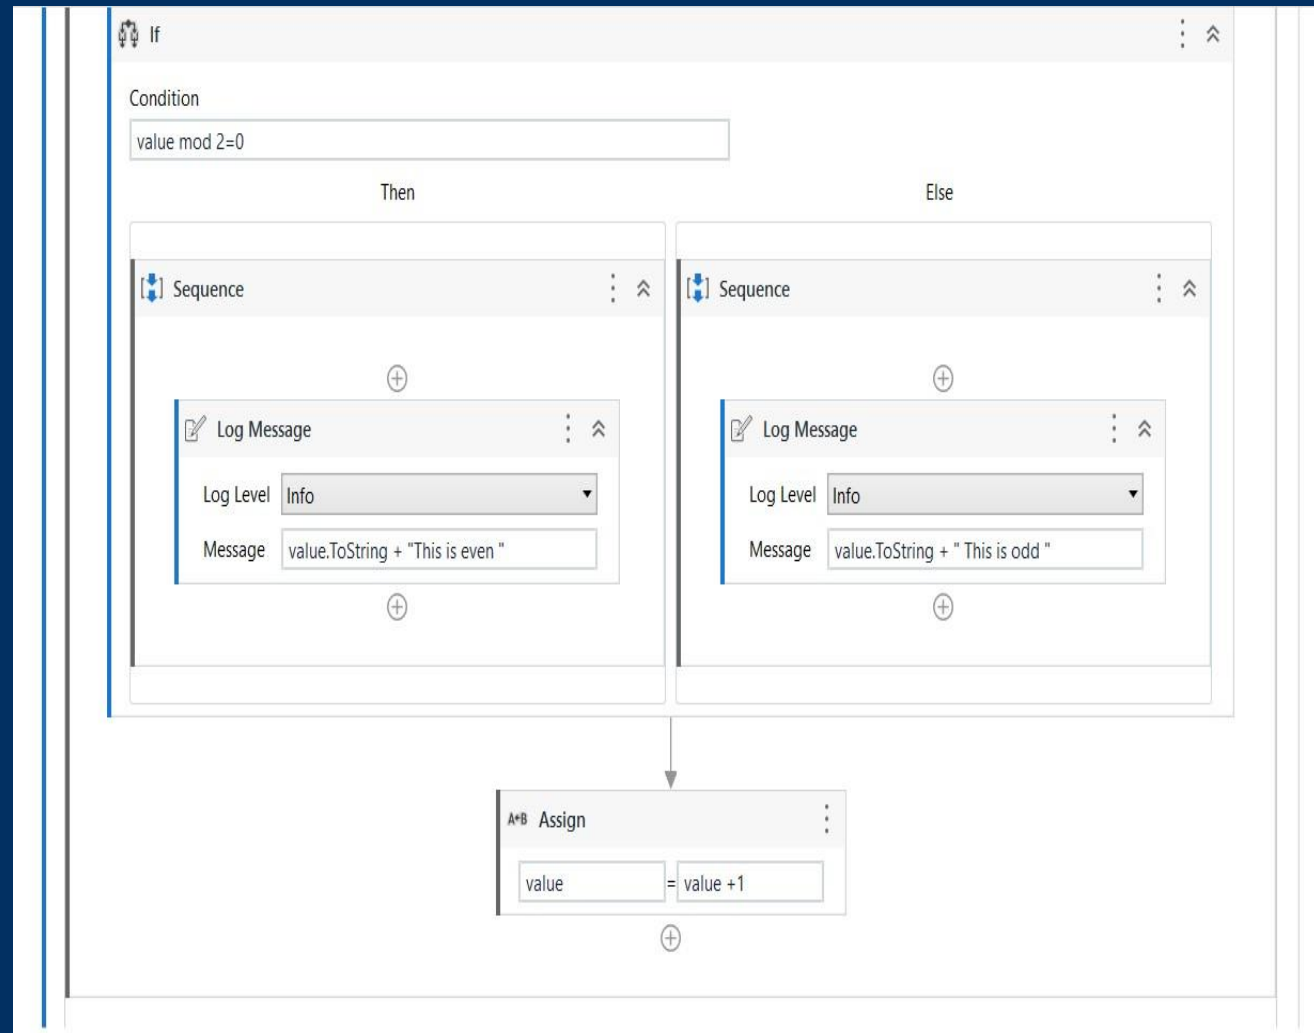 If
Condition
value mod 2=0
Then
Else
Sequence
Sequence
Log Message
Log Message
Log Level Info
Log Level Info
Message value.ToString + "This is even "
Message value.ToString + " This is odd "
A+B Assign
value = value +1